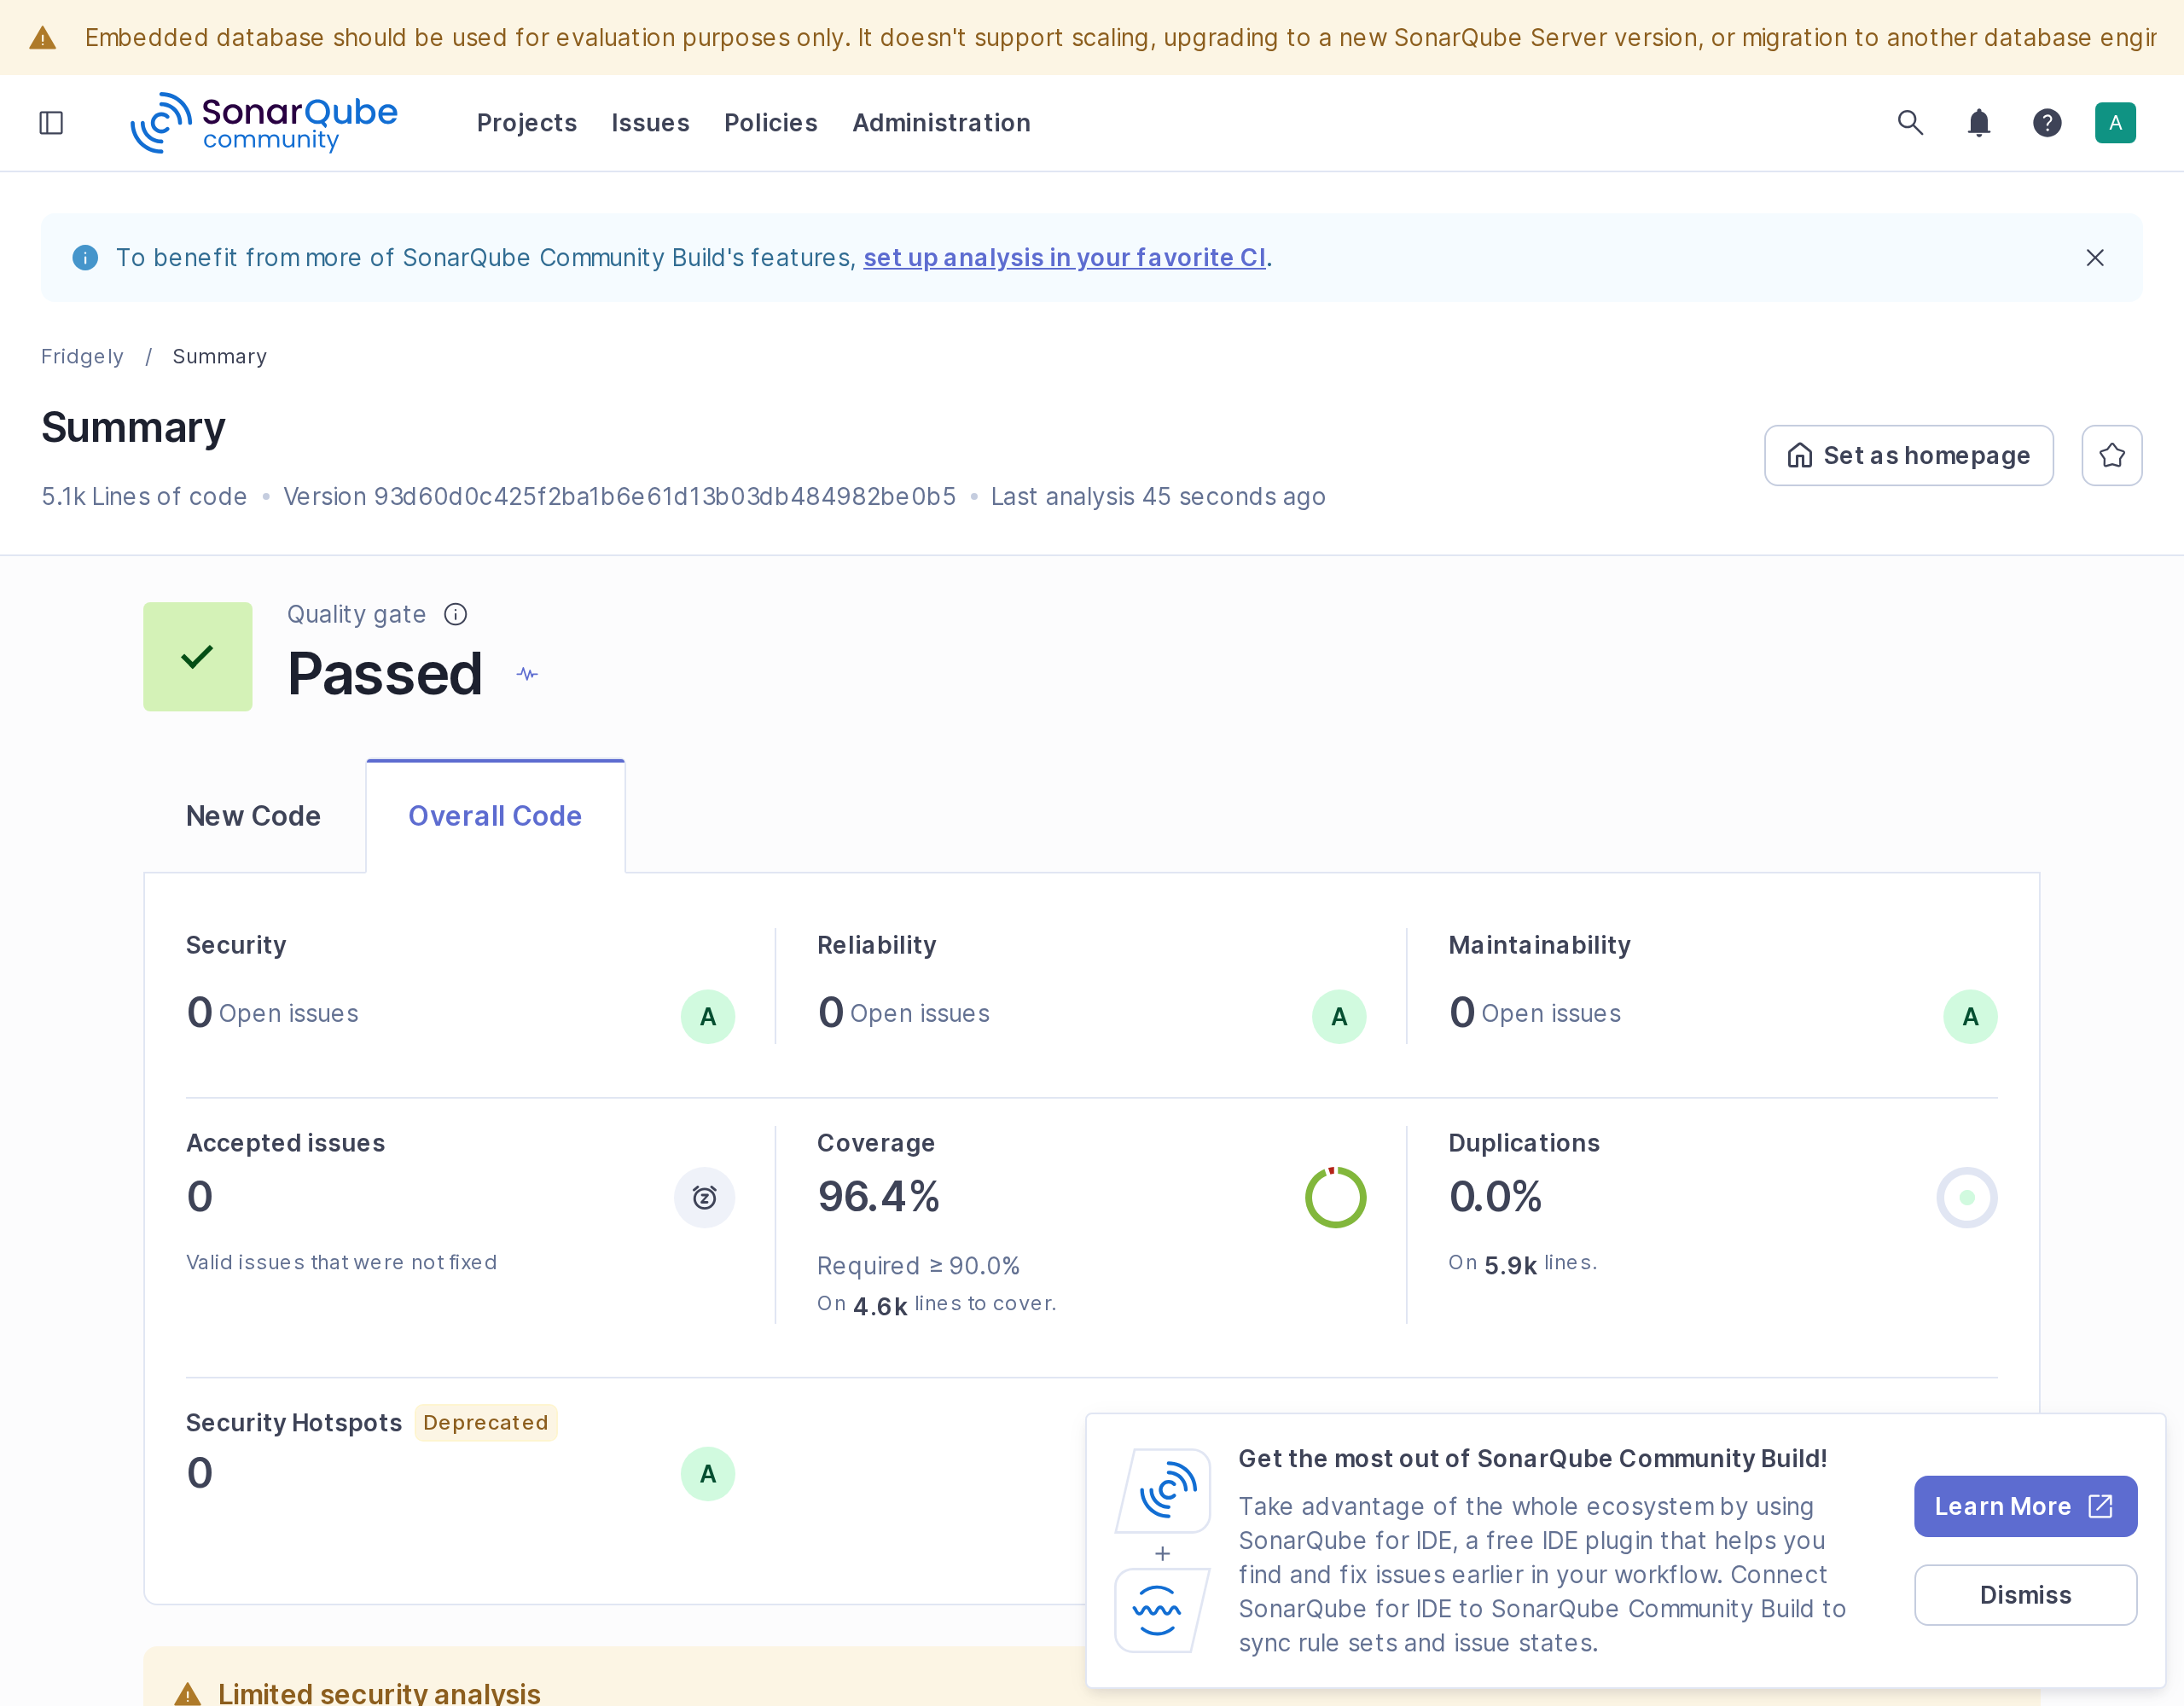 Embedded database should be used for evaluation purposes only. It doesn't support scaling, upgrading to a new SonarQube Server version, or migration to another database engin
SonarQube community
Projects Issues Policies Administration
A
To benefit from more of SonarQube Community Build's features, set up analysis in your favorite CI.
Fridgely / Summary
Summary
Set as homepage
5.1k Lines of code • Version 93d60d0c425f2ba1b6e61d13b03db484982be0b5 • Last analysis 45 seconds ago
Quality gate
Passed
New Code Overall Code
Security Reliability Maintainability
0 Open issues A 0 Open issues A 0 Open issues A
Accepted issues Coverage Duplications
0 96.4% 0.0%
Valid issues that were not fixed Required ≥ 90.0% On 5.9k lines.
On 4.6k lines to cover.
Security Hotspots Deprecated
0 A
Get the most out of SonarQube Community Build!
Take advantage of the whole ecosystem by using
SonarQube for IDE, a free IDE plugin that helps you
find and fix issues earlier in your workflow. Connect
SonarQube for IDE to SonarQube Community Build to
sync rule sets and issue states.
Learn More
Dismiss
Limited security analysis